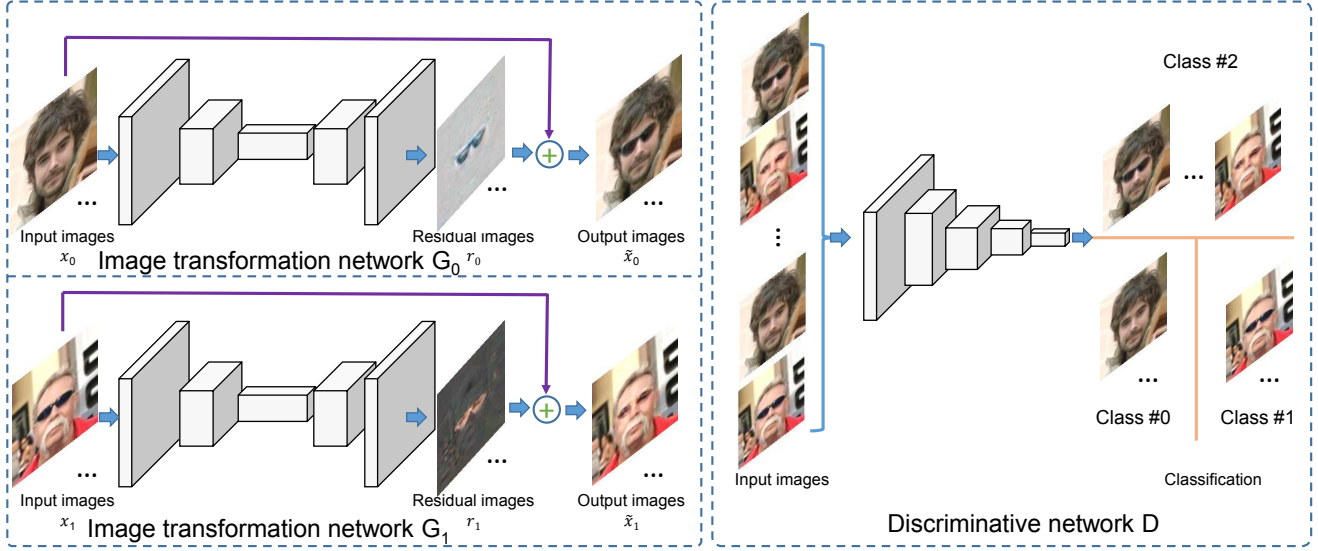 ...
...
...
Input images
Residual images
Output images
x₀
Image transformation network G₀
r₀
x̃₀
...
...
...
Input images
Residual images
Output images
x₁
Image transformation network G₁
r₁
x̃₁
Class #2
...
...
...
...
Class #0
Class #1
Input images
Classification
Discriminative network D